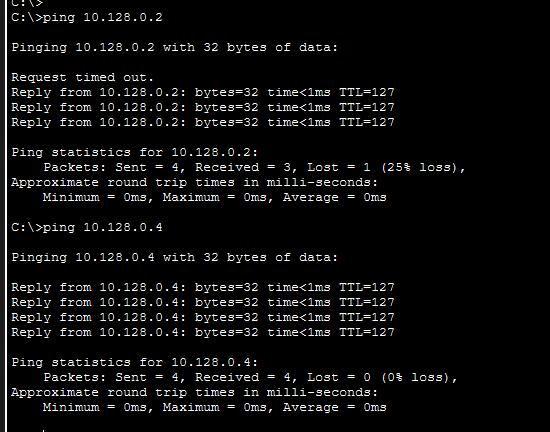 C:\>
C:\>ping 10.128.0.2
Pinging 10.128.0.2 with 32 bytes of data:
Request timed out.
Reply from 10.128.0.2: bytes=32 time<1ms TTL=127
Reply from 10.128.0.2: bytes=32 time<1ms TTL=127
Reply from 10.128.0.2: bytes=32 time<1ms TTL=127
Ping statistics for 10.128.0.2:
Packets: Sent = 4, Received = 3, Lost = 1 (25% loss),
Approximate round trip times in milli-seconds:
Minimum = 0ms, Maximum = 0ms, Average = 0ms
C:\>ping 10.128.0.4
Pinging 10.128.0.4 with 32 bytes of data:
Reply from 10.128.0.4: bytes=32 time<1ms TTL=127
Reply from 10.128.0.4: bytes=32 time<1ms TTL=127
Reply from 10.128.0.4: bytes=32 time<1ms TTL=127
Reply from 10.128.0.4: bytes=32 time<1ms TTL=127
Ping statistics for 10.128.0.4:
Packets: Sent = 4, Received = 4, Lost = 0 (0% loss),
Approximate round trip times in milli-seconds:
Minimum = 0ms, Maximum = 0ms, Average = 0ms